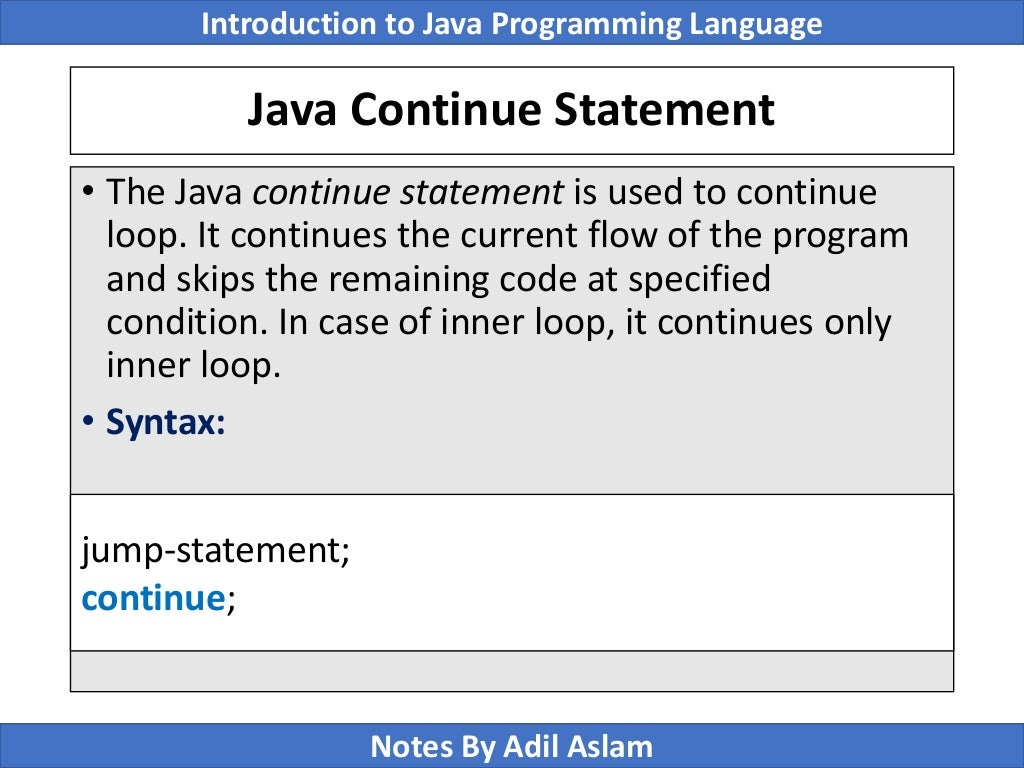 Introduction to Java Programming Language
Java Continue Statement
• The Java continue statement is used to continue
loop. It continues the current flow of the program
and skips the remaining code at specified
condition. In case of inner loop, it continues only
inner loop.
• Syntax:
jump-statement;
continue;
Notes By Adil Aslam